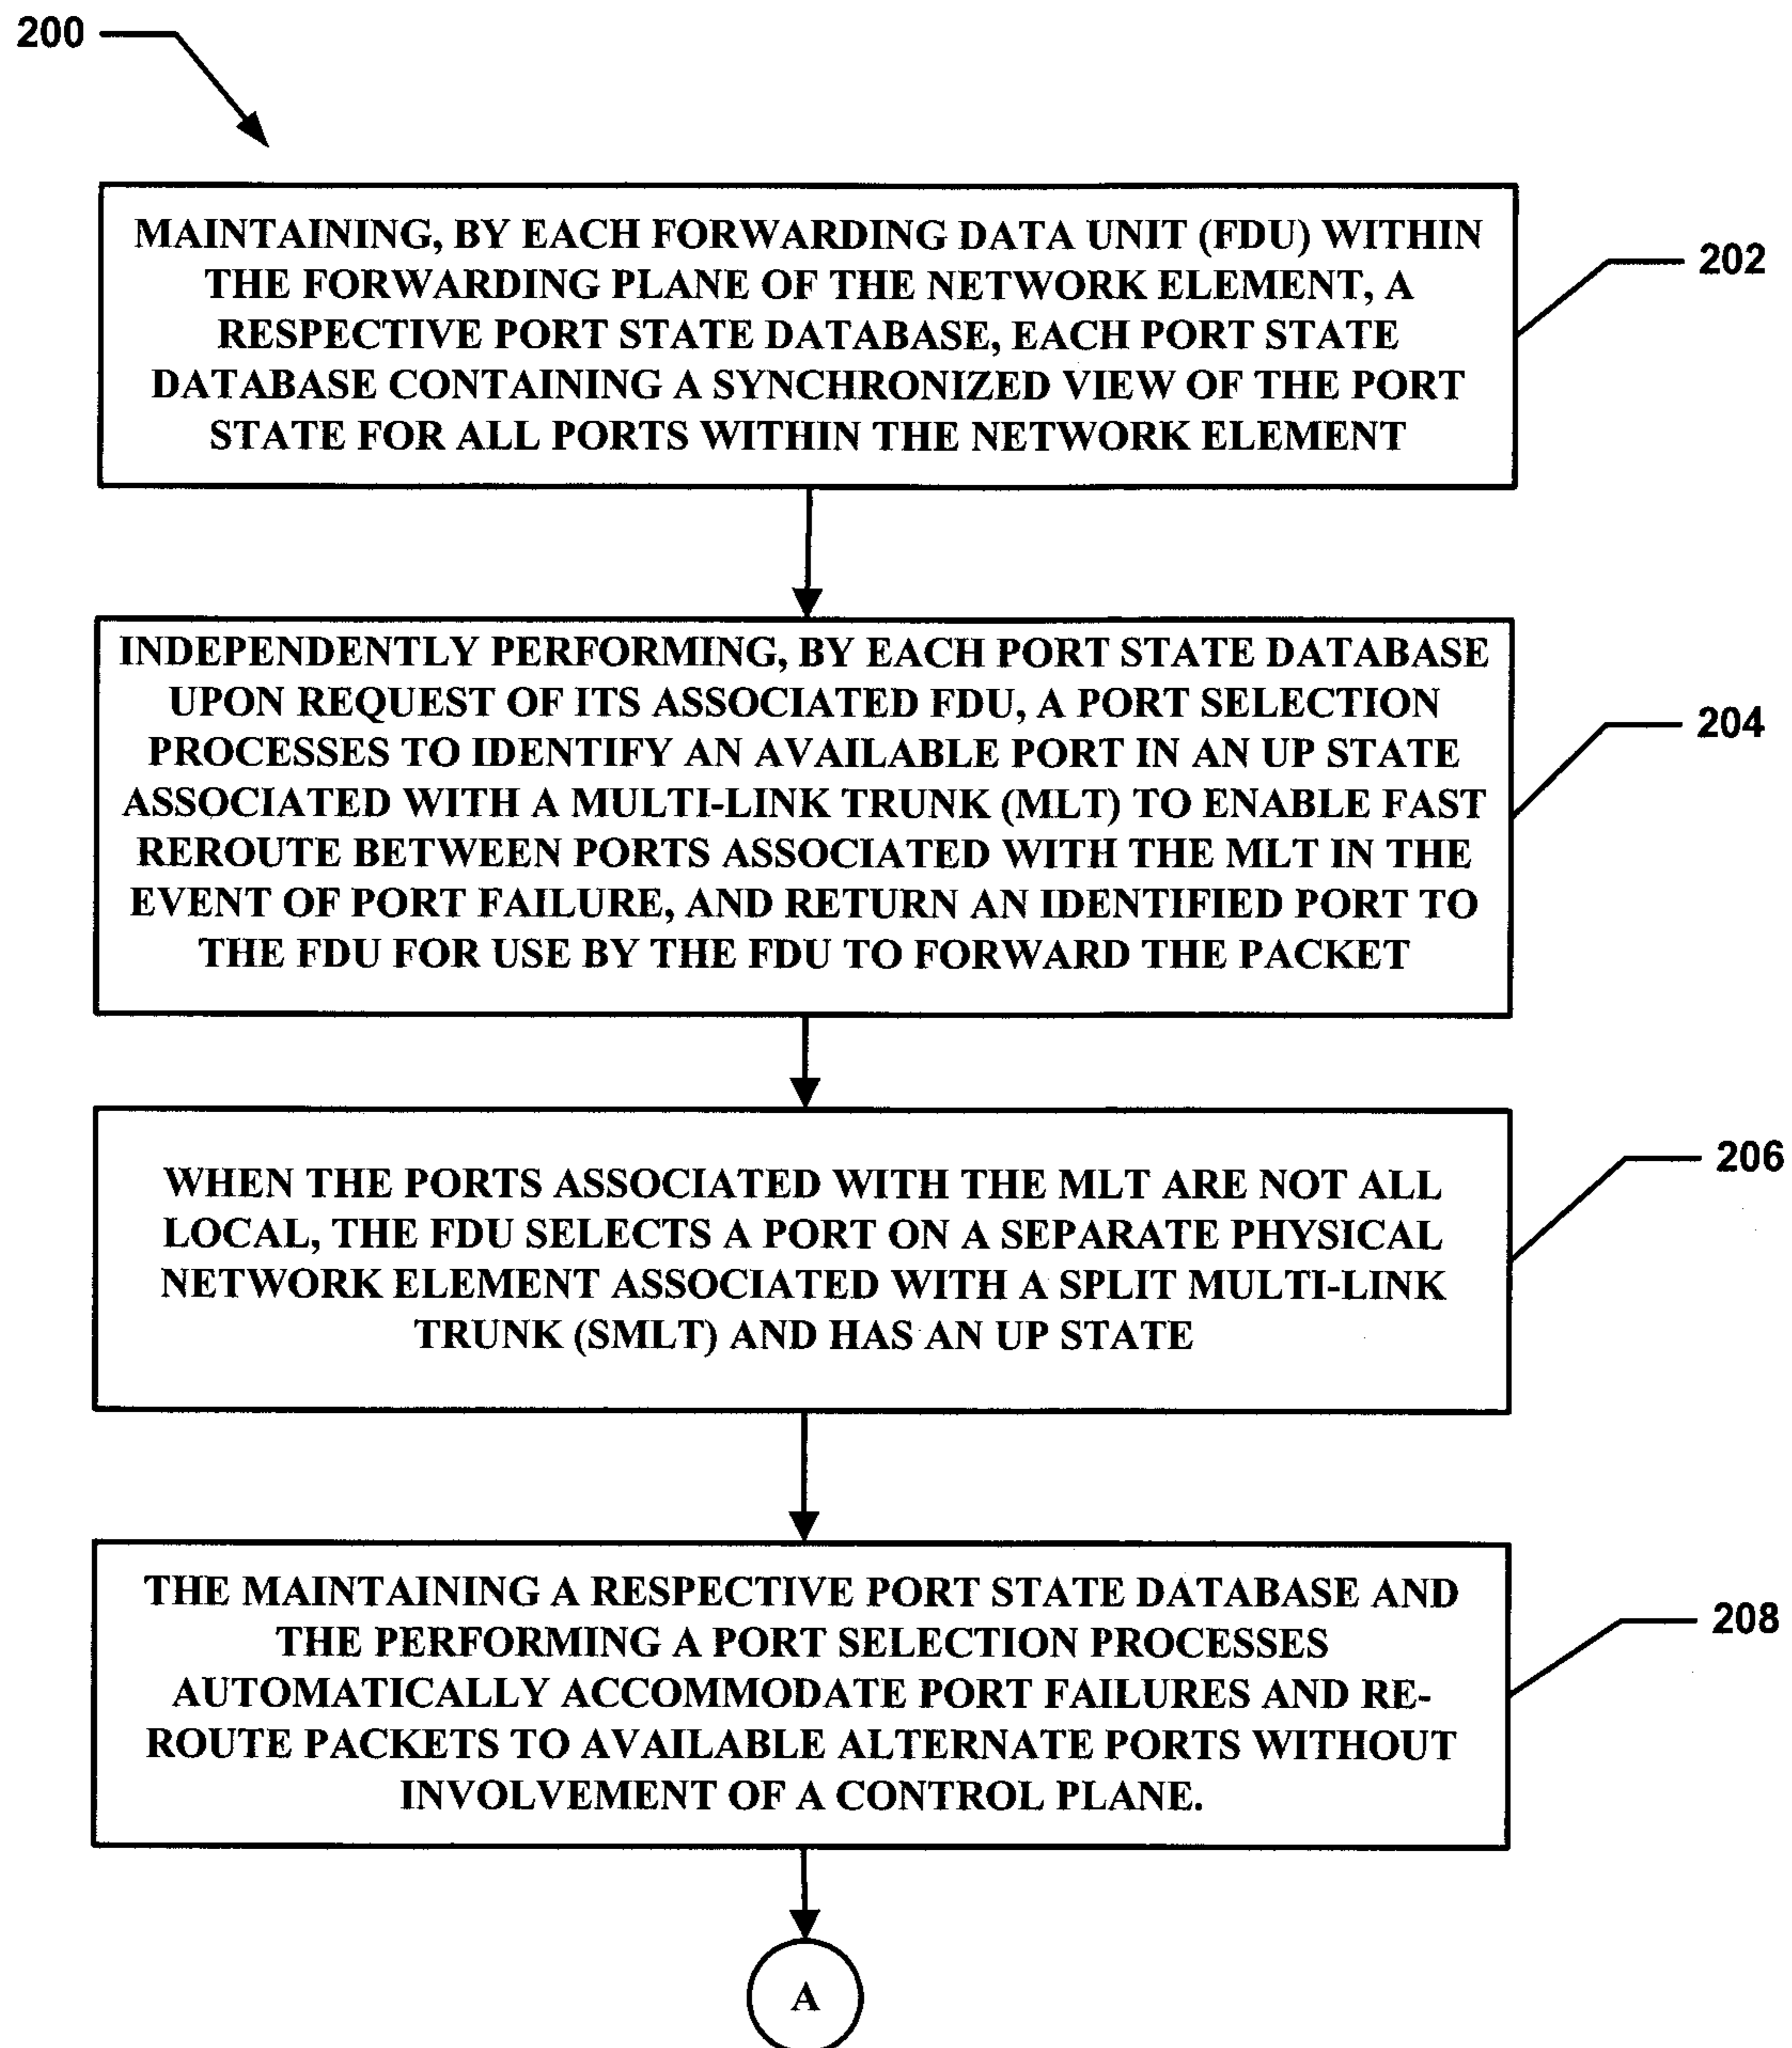 200
MAINTAINING, BY EACH FORWARDING DATA UNIT (FDU) WITHIN
THE FORWARDING PLANE OF THE NETWORK ELEMENT, A
RESPECTIVE PORT STATE DATABASE, EACH PORT STATE
DATABASE CONTAINING A SYNCHRONIZED VIEW OF THE PORT
STATE FOR ALL PORTS WITHIN THE NETWORK ELEMENT
202
INDEPENDENTLY PERFORMING, BY EACH PORT STATE DATABASE
UPON REQUEST OF ITS ASSOCIATED FDU, A PORT SELECTION
PROCESSES TO IDENTIFY AN AVAILABLE PORT IN AN UP STATE
ASSOCIATED WITH A MULTI-LINK TRUNK (MLT) TO ENABLE FAST
REROUTE BETWEEN PORTS ASSOCIATED WITH THE MLT IN THE
EVENT OF PORT FAILURE, AND RETURN AN IDENTIFIED PORT TO
THE FDU FOR USE BY THE FDU TO FORWARD THE PACKET
204
WHEN THE PORTS ASSOCIATED WITH THE MLT ARE NOT ALL
LOCAL, THE FDU SELECTS A PORT ON A SEPARATE PHYSICAL
NETWORK ELEMENT ASSOCIATED WITH A SPLIT MULTI-LINK
TRUNK (SMLT) AND HAS AN UP STATE
206
THE MAINTAINING A RESPECTIVE PORT STATE DATABASE AND
THE PERFORMING A PORT SELECTION PROCESSES
AUTOMATICALLY ACCOMMODATE PORT FAILURES AND RE-
ROUTE PACKETS TO AVAILABLE ALTERNATE PORTS WITHOUT
INVOLVEMENT OF A CONTROL PLANE.
208
A